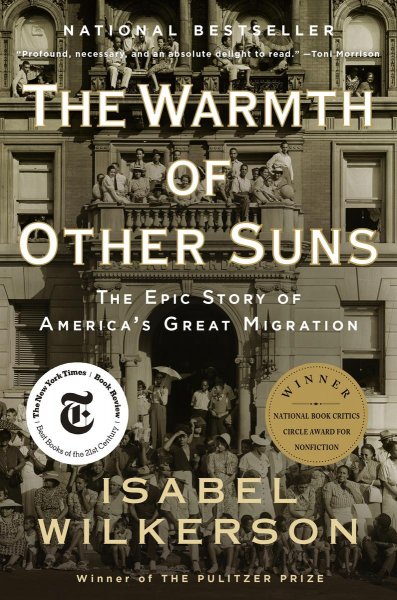 NATIONAL BESTSELLER
“Profound, necessary, and an absolute delight to read.” —Toni Morrison
THE WARMTH
OF
OTHER SUNS
THE EPIC STORY OF
AMERICA’S GREAT MIGRATION
The New York Times | Book Review
T
Best Books of the 21st Century
WINNER
NATIONAL BOOK CRITICS
CIRCLE AWARD FOR
NONFICTION
ISABEL
WILKERSON
Winner of THE PULITZER PRIZE